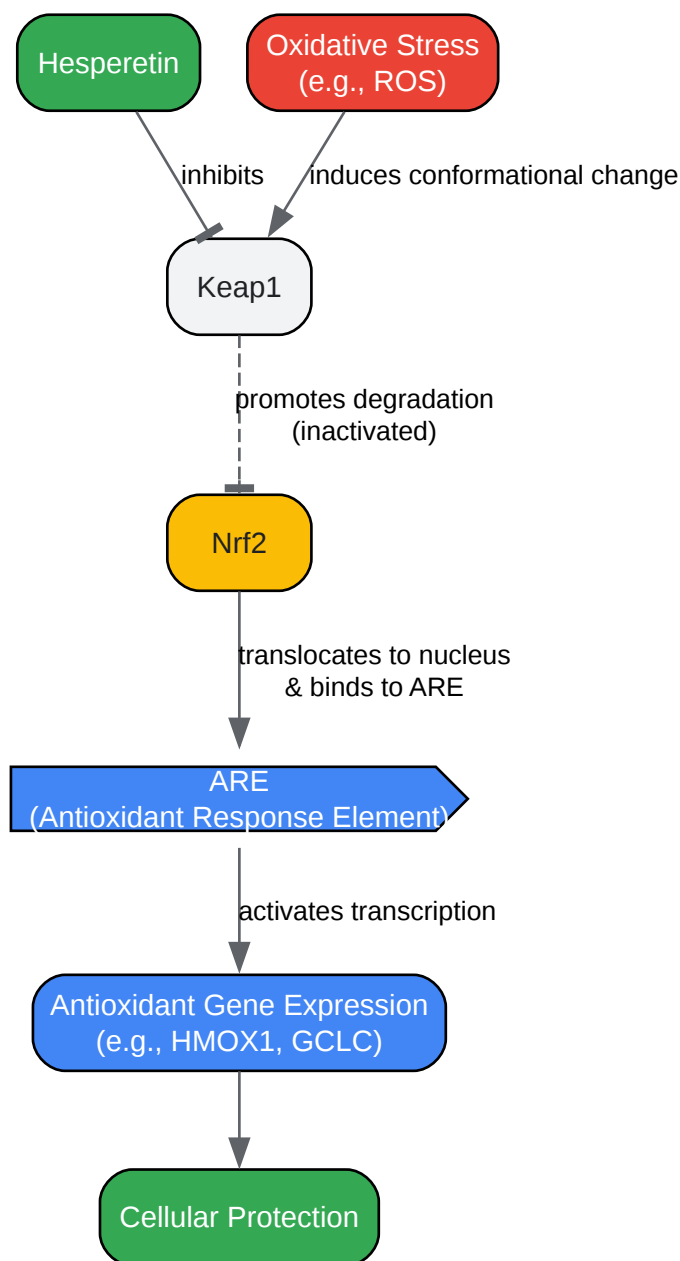 Hesperetin
Oxidative Stress
(e.g., ROS)
inhibits
induces conformational change
Keap1
promotes degradation
(inactivated)
Nrf2
translocates to nucleus
& binds to ARE
ARE
(Antioxidant Response Element)
activates transcription
Antioxidant Gene Expression
(e.g., HMOX1, GCLC)
Cellular Protection